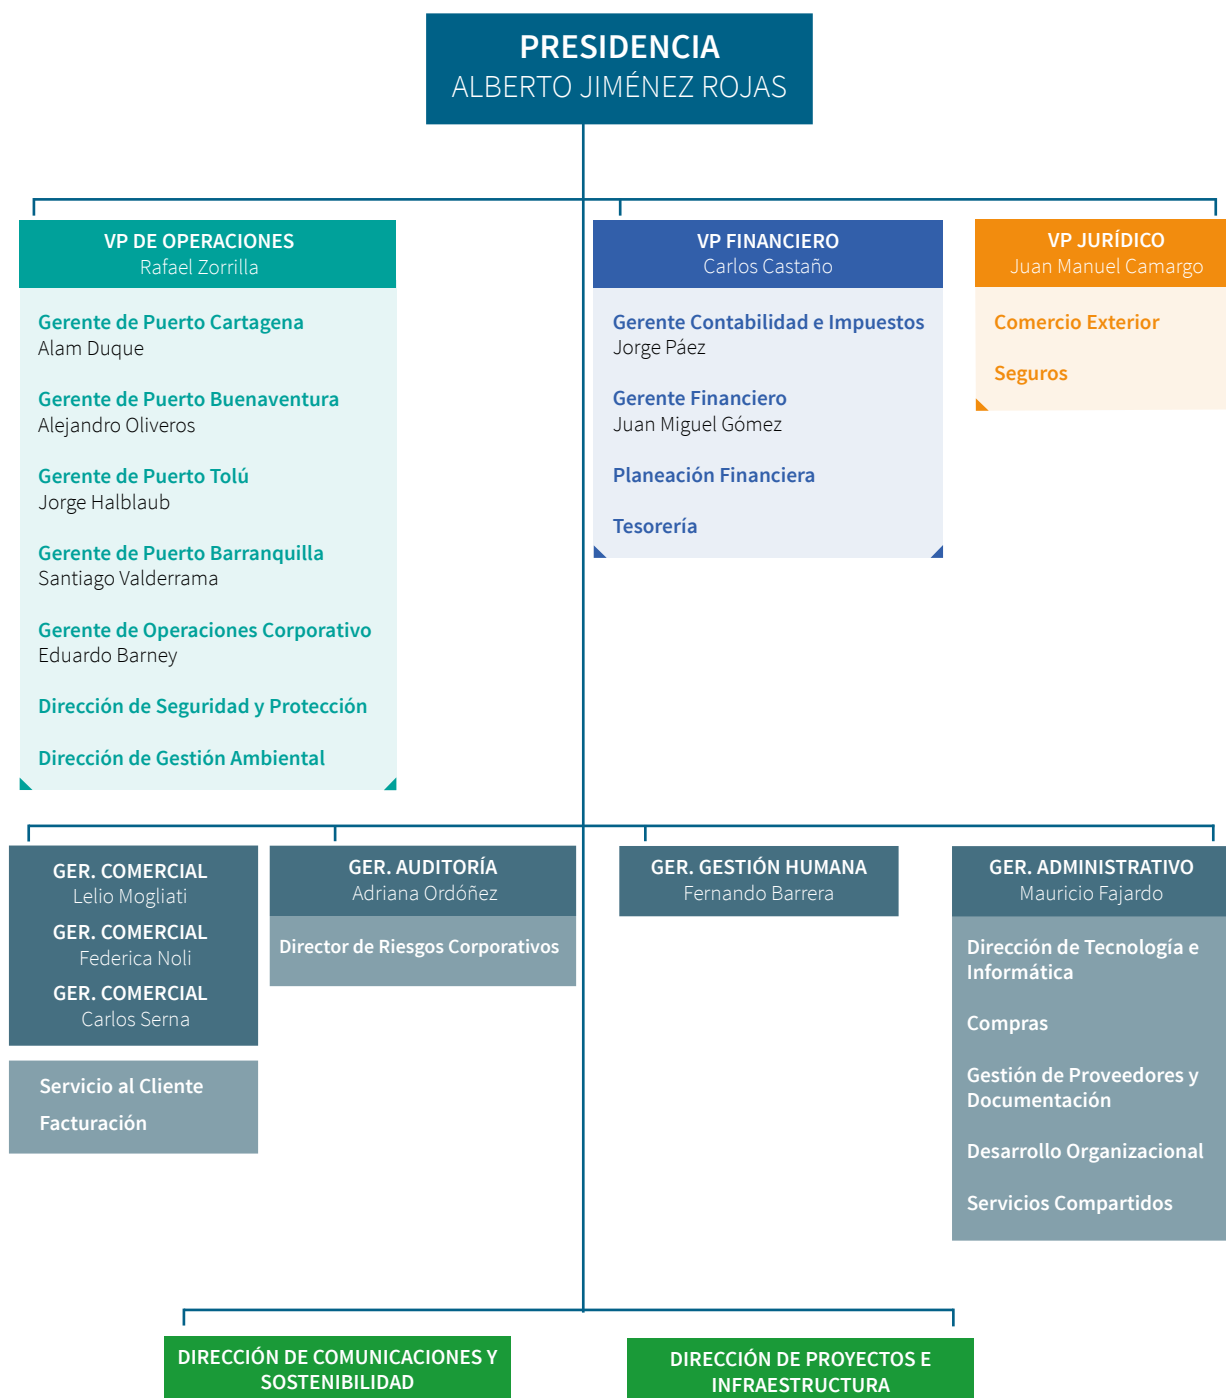 PRESIDENCIA
ALBERTO JIMÉNEZ ROJAS
VP DE OPERACIONES
Rafael Zorrilla
Gerente de Puerto Cartagena
Alam Duque
Gerente de Puerto Buenaventura
Alejandro Oliveros
Gerente de Puerto Tolú
Jorge Halblaub
Gerente de Puerto Barranquilla
Santiago Valderrama
Gerente de Operaciones Corporativo
Eduardo Barney
Dirección de Seguridad y Protección
Dirección de Gestión Ambiental
VP FINANCIERO
Carlos Castaño
Gerente Contabilidad e Impuestos
Jorge Páez
Gerente Financiero
Juan Miguel Gómez
Planeación Financiera
Tesorería
VP JURÍDICO
Juan Manuel Camargo
Comercio Exterior
Seguros
GER. COMERCIAL
Lelio Mogliati
GER. COMERCIAL
Federica Noli
GER. COMERCIAL
Carlos Serna
Servicio al Cliente
Facturación
GER. AUDITORÍA
Adriana Ordóñez
Director de Riesgos Corporativos
GER. GESTIÓN HUMANA
Fernando Barrera
GER. ADMINISTRATIVO
Mauricio Fajardo
Dirección de Tecnología e
Informática
Compras
Gestión de Proveedores y
Documentación
Desarrollo Organizacional
Servicios Compartidos
DIRECCIÓN DE COMUNICACIONES Y
SOSTENIBILIDAD
DIRECCIÓN DE PROYECTOS E
INFRAESTRUCTURA